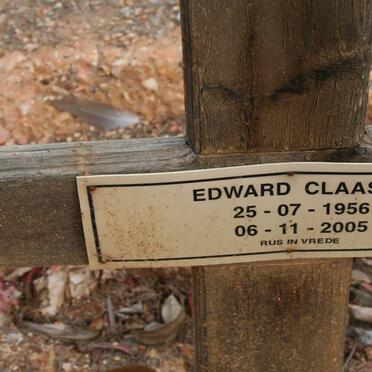 EDWARD CLAAS
25 - 07 - 1956
06 - 11 - 2005
RUS IN VREDE